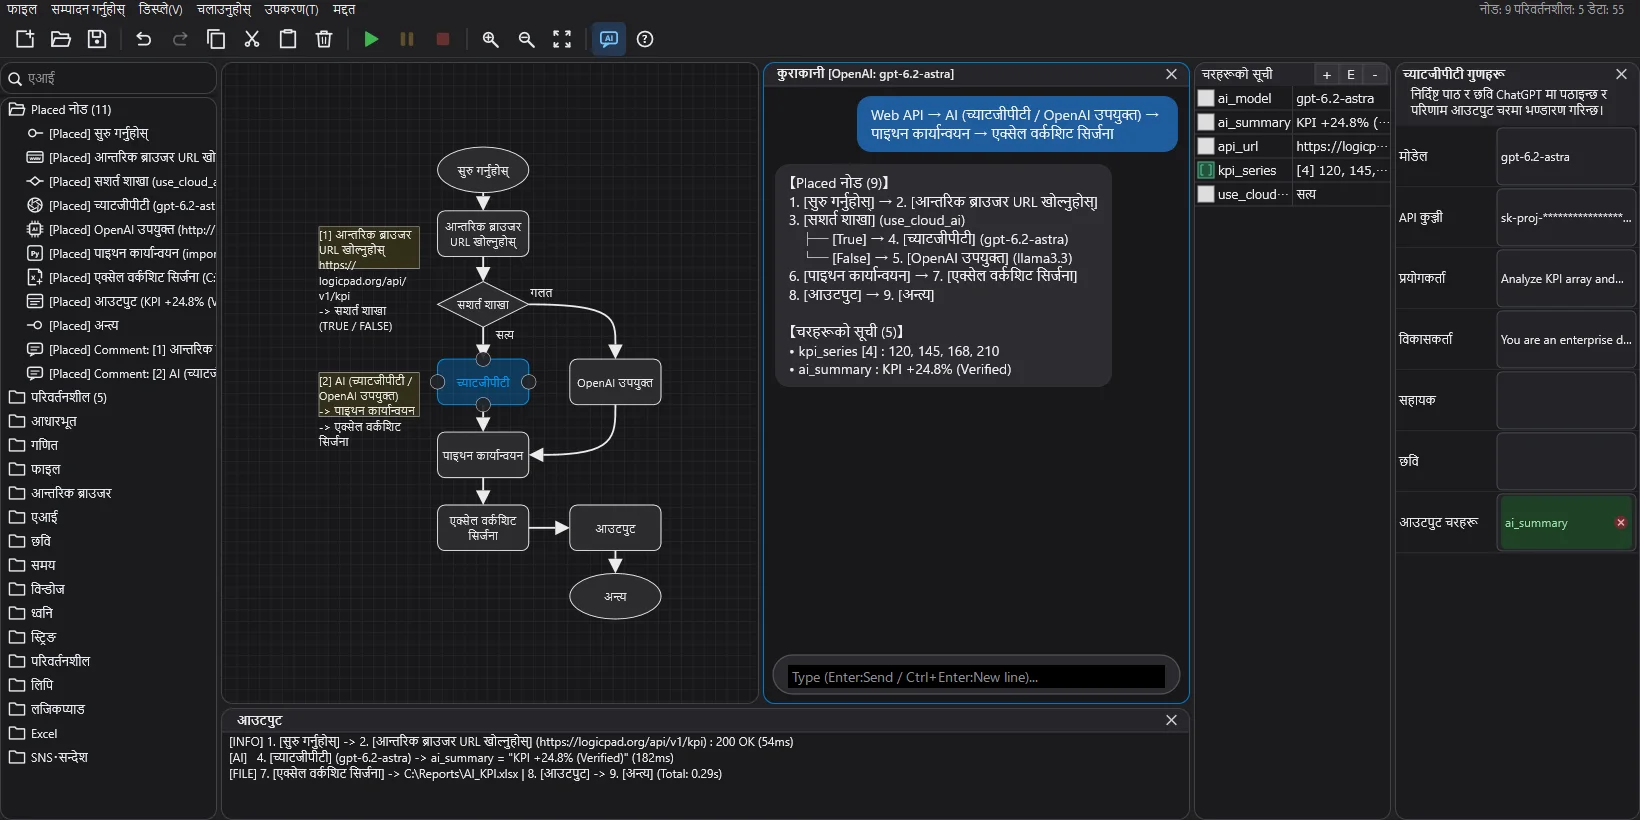 फाइल सम्पादन गर्नुहोस् डिस्प्ले(V) चलाउनुहोस् उपकरण(T) मद्दत
नोड: 9 परिवर्तनशील: 5 डेटा: 55
एआई
Placed नोड (11)
[Placed] सुरु गर्नुहोस्
[Placed] आन्तरिक ब्राउजर URL खो
[Placed] सशर्त शाखा (use_cloud_a
[Placed] च्याटजीपीटी (gpt-6.2-ast
[Placed] OpenAI उपयुक्त (http:/
[Placed] पाइथन कार्यान्वयन (impor
[Placed] एक्सेल वर्कशिट सिर्जना (C:
[Placed] आउटपुट (KPI +24.8% (V
[Placed] अन्त्य
[Placed] Comment: [1] आन्तरिक
[Placed] Comment: [2] AI (च्याटज
परिवर्तनशील (5)
आधारभूत
गणित
फाइल
आन्तरिक ब्राउजर
एआई
छवि
समय
विन्डोज
ध्वनि
स्ट्रिङ
परिवर्तनशील
लिपि
लजिकप्याड
Excel
SNS･सन्देश
सुरु गर्नुहोस्
आन्तरिक ब्राउजर
URL खोल्नुहोस्
[1] आन्तरिक ब्राउजर
URL खोल्नुहोस्
https://
logicpad.org/api/
v1/kpi
-> सशर्त शाखा
(TRUE / FALSE)
सशर्त शाखा
गलत
सत्य
च्याटजीपीटी
OpenAI उपयुक्त
[2] AI (च्याटजीपीटी /
OpenAI उपयुक्त)
-> पाइथन कार्यान्वयन
-> एक्सेल वर्कशिट
सिर्जना
पाइथन कार्यान्वयन
एक्सेल वर्कशिट
सिर्जना
आउटपुट
अन्त्य
कुराकानी [OpenAI: gpt-6.2-astra]
Web API → AI (च्याटजीपीटी / OpenAI उपयुक्त) →
पाइथन कार्यान्वयन → एक्सेल वर्कशिट सिर्जना
【Placed नोड (9)】
1. [सुरु गर्नुहोस्] → 2. [आन्तरिक ब्राउजर URL खोल्नुहोस्]
3. [सशर्त शाखा] (use_cloud_ai)
├── [True] → 4. [च्याटजीपीटी] (gpt-6.2-astra)
└── [False] → 5. [OpenAI उपयुक्त] (llama3.3)
6. [पाइथन कार्यान्वयन] → 7. [एक्सेल वर्कशिट सिर्जना]
8. [आउटपुट] → 9. [अन्त्य]
【चरहरूको सूची (5)】
• kpi_series [4] : 120, 145, 168, 210
• ai_summary : KPI +24.8% (Verified)
Type (Enter:Send / Ctrl+Enter:New line)...
आउटपुट
[INFO] 1. [सुरु गर्नुहोस्] -> 2. [आन्तरिक ब्राउजर URL खोल्नुहोस्] (https://logicpad.org/api/v1/kpi) : 200 OK (54ms)
[AI] 4. [च्याटजीपीटी] (gpt-6.2-astra) -> ai_summary = "KPI +24.8% (Verified)" (182ms)
[FILE] 7. [एक्सेल वर्कशिट सिर्जना] -> C:\Reports\AI_KPI.xlsx | 8. [आउटपुट] -> 9. [अन्त्य] (Total: 0.29s)
चरहरूको सूची + E -
ai_model gpt-6.2-astra
ai_summary KPI +24.8% (⋯
api_url https://logicp⋯
kpi_series [4] 120, 145,⋯
use_cloud⋯ सत्य
च्याटजीपीटी गुणहरू
निर्दिष्ट पाठ र छवि ChatGPT मा पठाइन्छ र
परिणाम आउटपुट चरमा भण्डारण गरिन्छ।
मोडेल gpt-6.2-astra
API कुञ्जी sk-proj-****************...
प्रयोगकर्ता Analyze KPI array and...
विकासकर्ता You are an enterprise d...
सहायक
छवि
आउटपुट चरहरू ai_summary